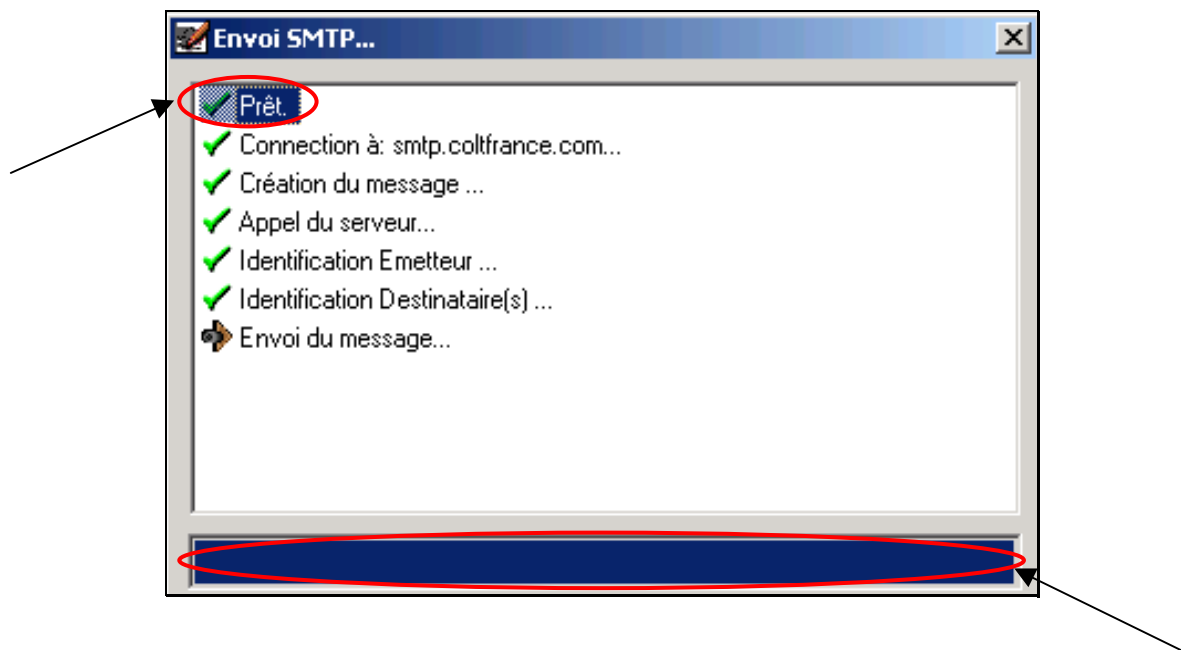 Envoi SMTP...
Prêt.
Connection à: smtp.coltfrance.com...
Création du message ...
Appel du serveur...
Identification Emetteur ...
Identification Destinataire(s) ...
Envoi du message...